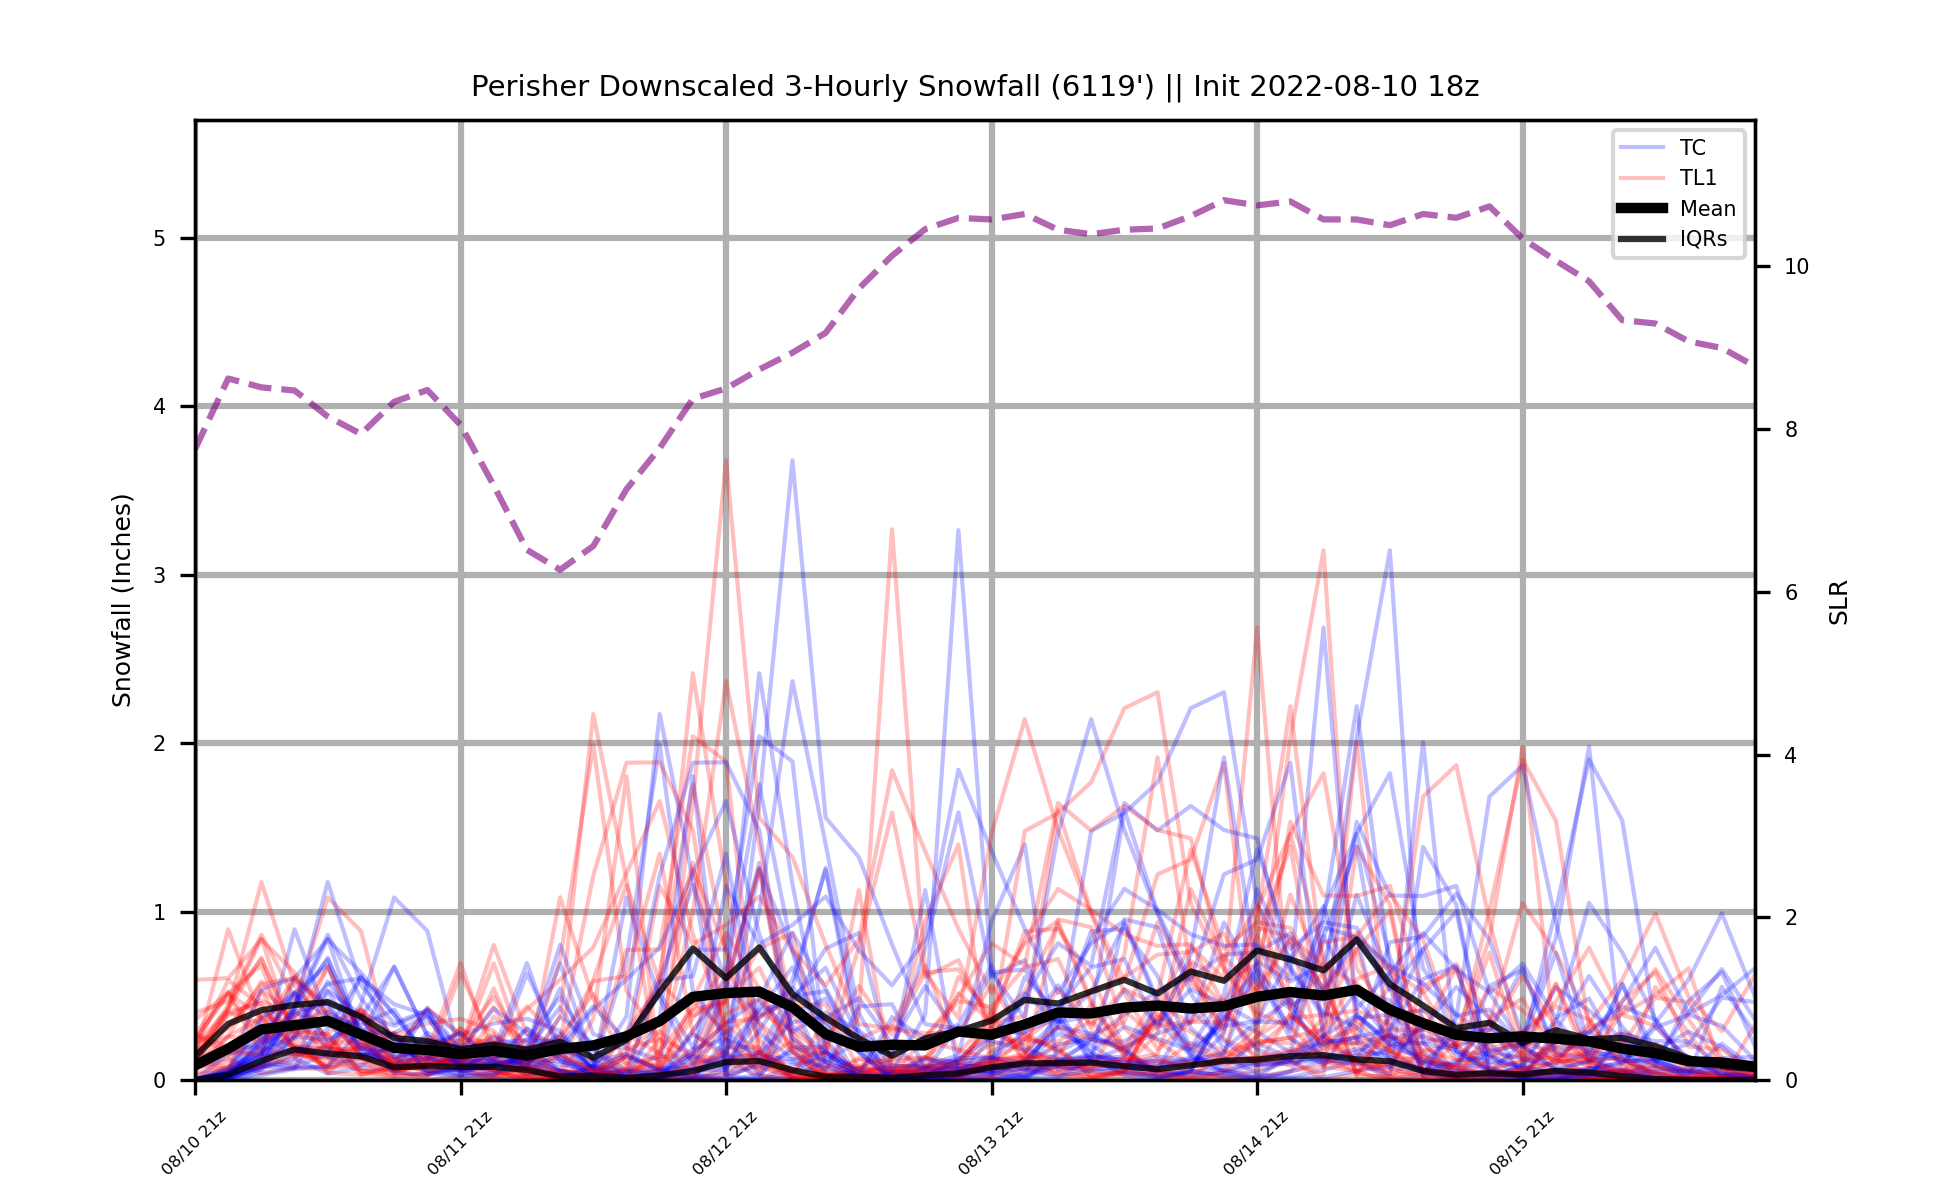 Perisher Downscaled 3-Hourly Snowfall (6119') || Init 2022-08-10 18z
TC
TL1
Mean
IQRs
Snowfall (Inches)
5
4
3
2
1
0
10
8
6
4
2
0
SLR
08/10 21z
08/11 21z
08/12 21z
08/13 21z
08/14 21z
08/15 21z